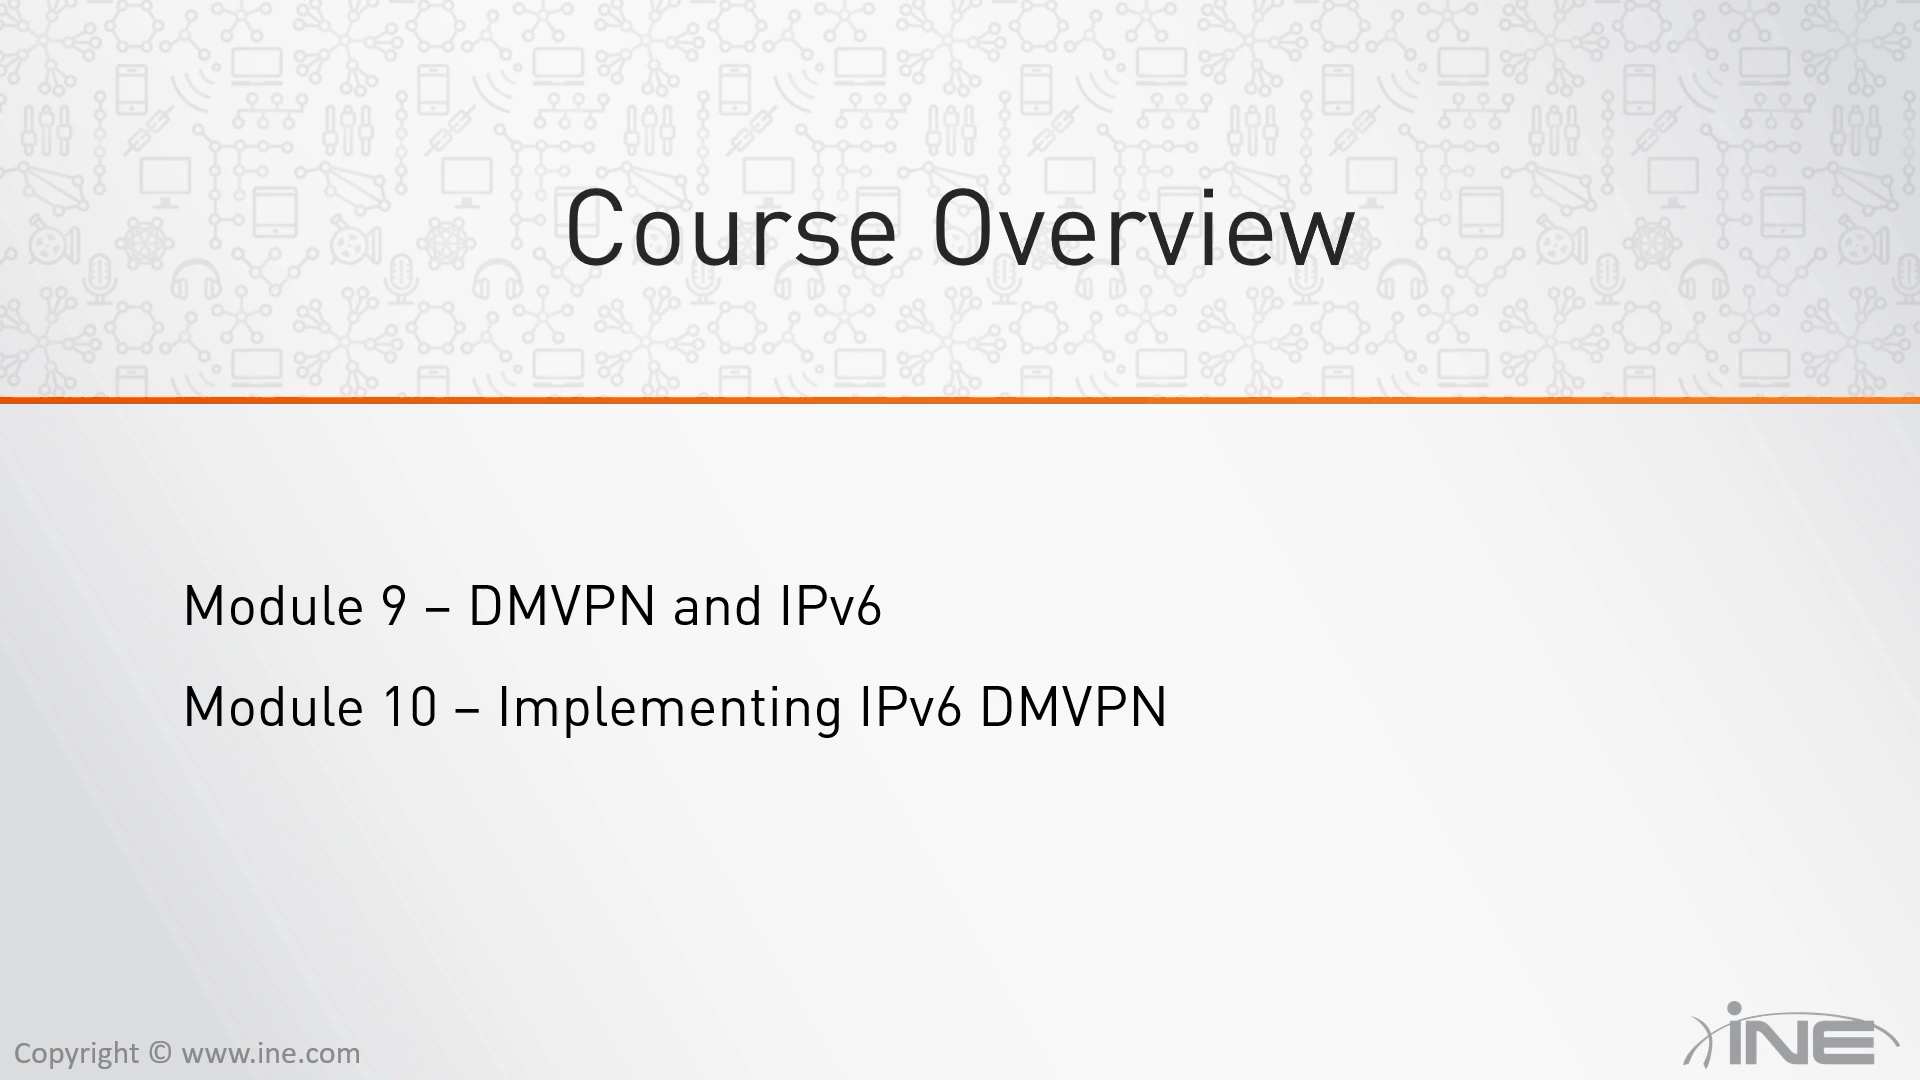 Course Overview
Module 9 – DMVPN and IPv6
Module 10 – Implementing IPv6 DMVPN
Copyright © www.ine.com
iNE